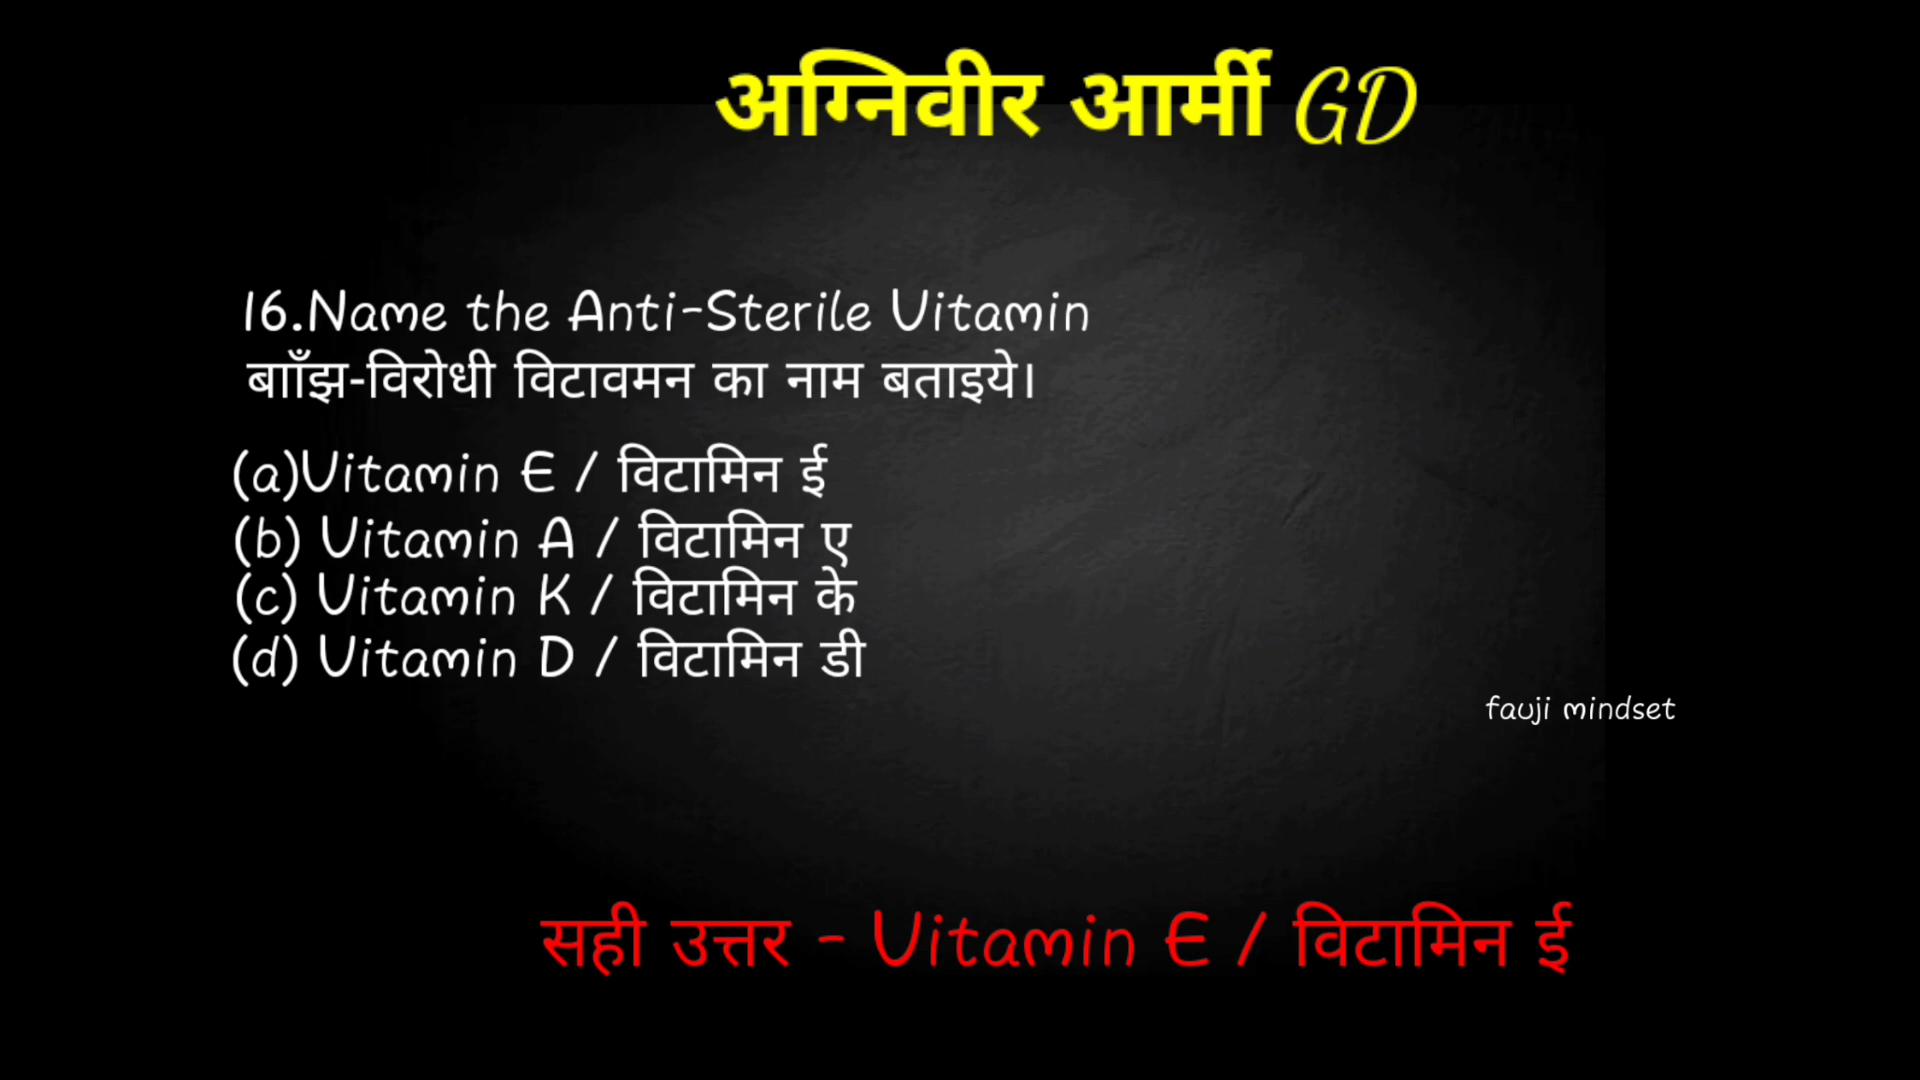 अग्निवीर आर्मी GD
16.Name the Anti-Sterile Vitamin
बााँझ-विरोधी विटावमन का नाम बताइये।
(a)Vitamin E / विटामिन ई
(b) Vitamin A / विटामिन ए
(c) Vitamin K / विटामिन के
(d) Vitamin D / विटामिन डी
fauji mindset
सही उत्तर - Vitamin E / विटामिन ई